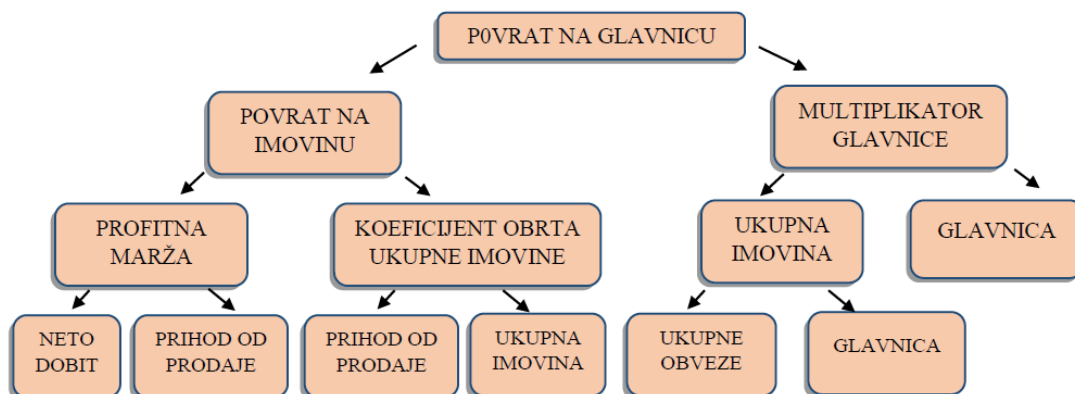 P0VRAT NA GLAVNICU
POVRAT NA
IMOVINU
MULTIPLIKATOR
GLAVNICE
PROFITNA
MARŽA
KOEFICIJENT OBRTA
UKUPNE IMOVINE
UKUPNA
IMOVINA
GLAVNICA
NETO
DOBIT
PRIHOD OD
PRODAJE
PRIHOD OD
PRODAJE
UKUPNA
IMOVINA
UKUPNE
OBVEZE
GLAVNICA